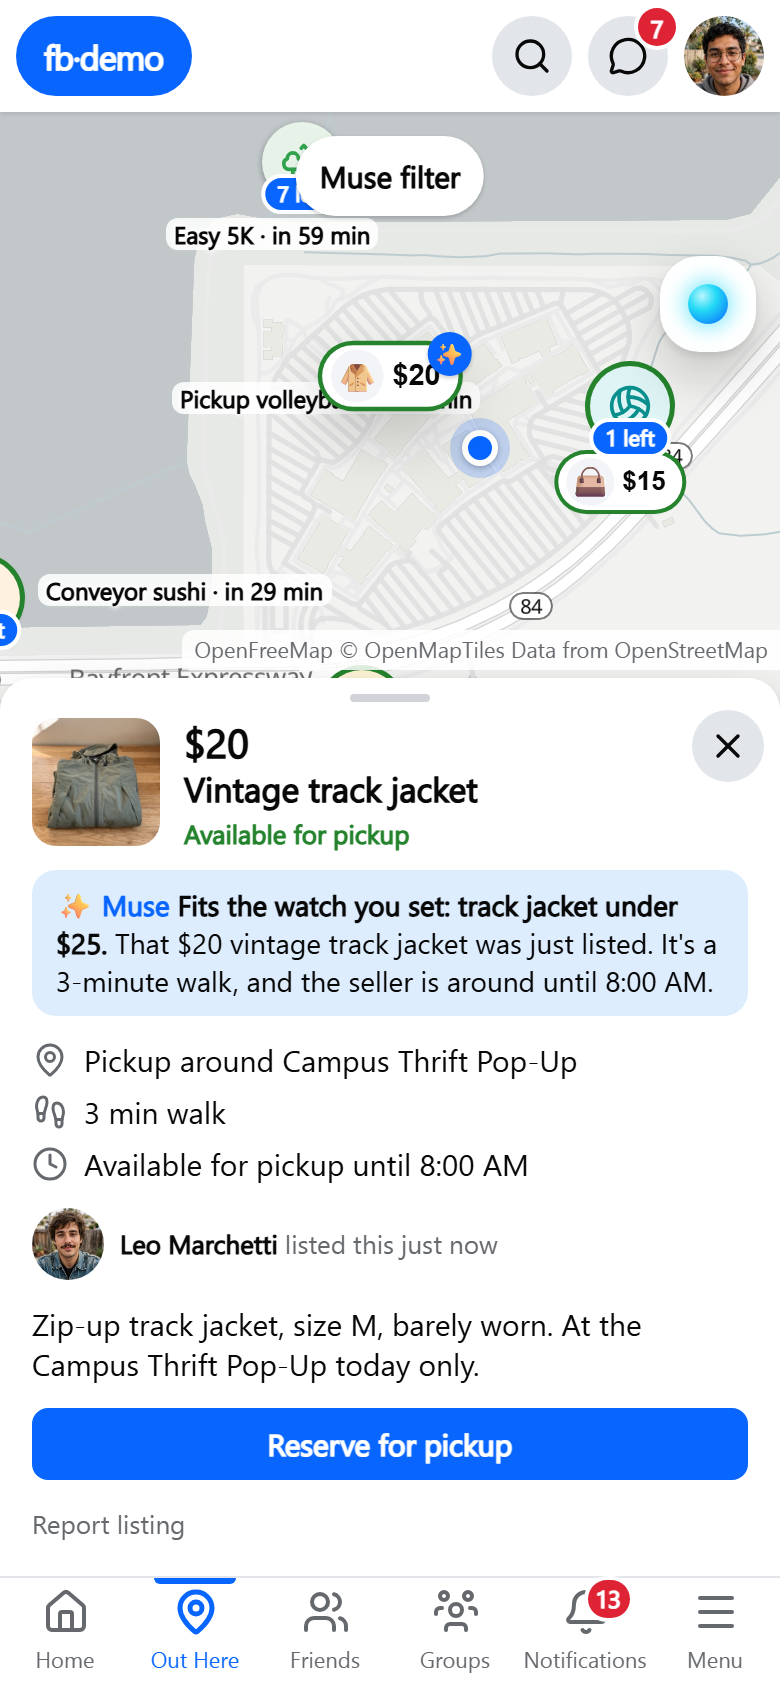 fb·demo
7
Muse filter
7
Easy 5K · in 59 min
$20
Pickup volleyb
in
1 left
$15
Conveyor sushi · in 29 min
84
OpenFreeMap © OpenMapTiles Data from OpenStreetMap
Bayfront Expressway
$20
Vintage track jacket
Available for pickup
✨ Muse Fits the watch you set: track jacket under
$25. That $20 vintage track jacket was just listed. It's a
3-minute walk, and the seller is around until 8:00 AM.
Pickup around Campus Thrift Pop-Up
3 min walk
Available for pickup until 8:00 AM
Leo Marchetti listed this just now
Zip-up track jacket, size M, barely worn. At the
Campus Thrift Pop-Up today only.
Reserve for pickup
Report listing
13
Home
Out Here
Friends
Groups
Notifications
Menu